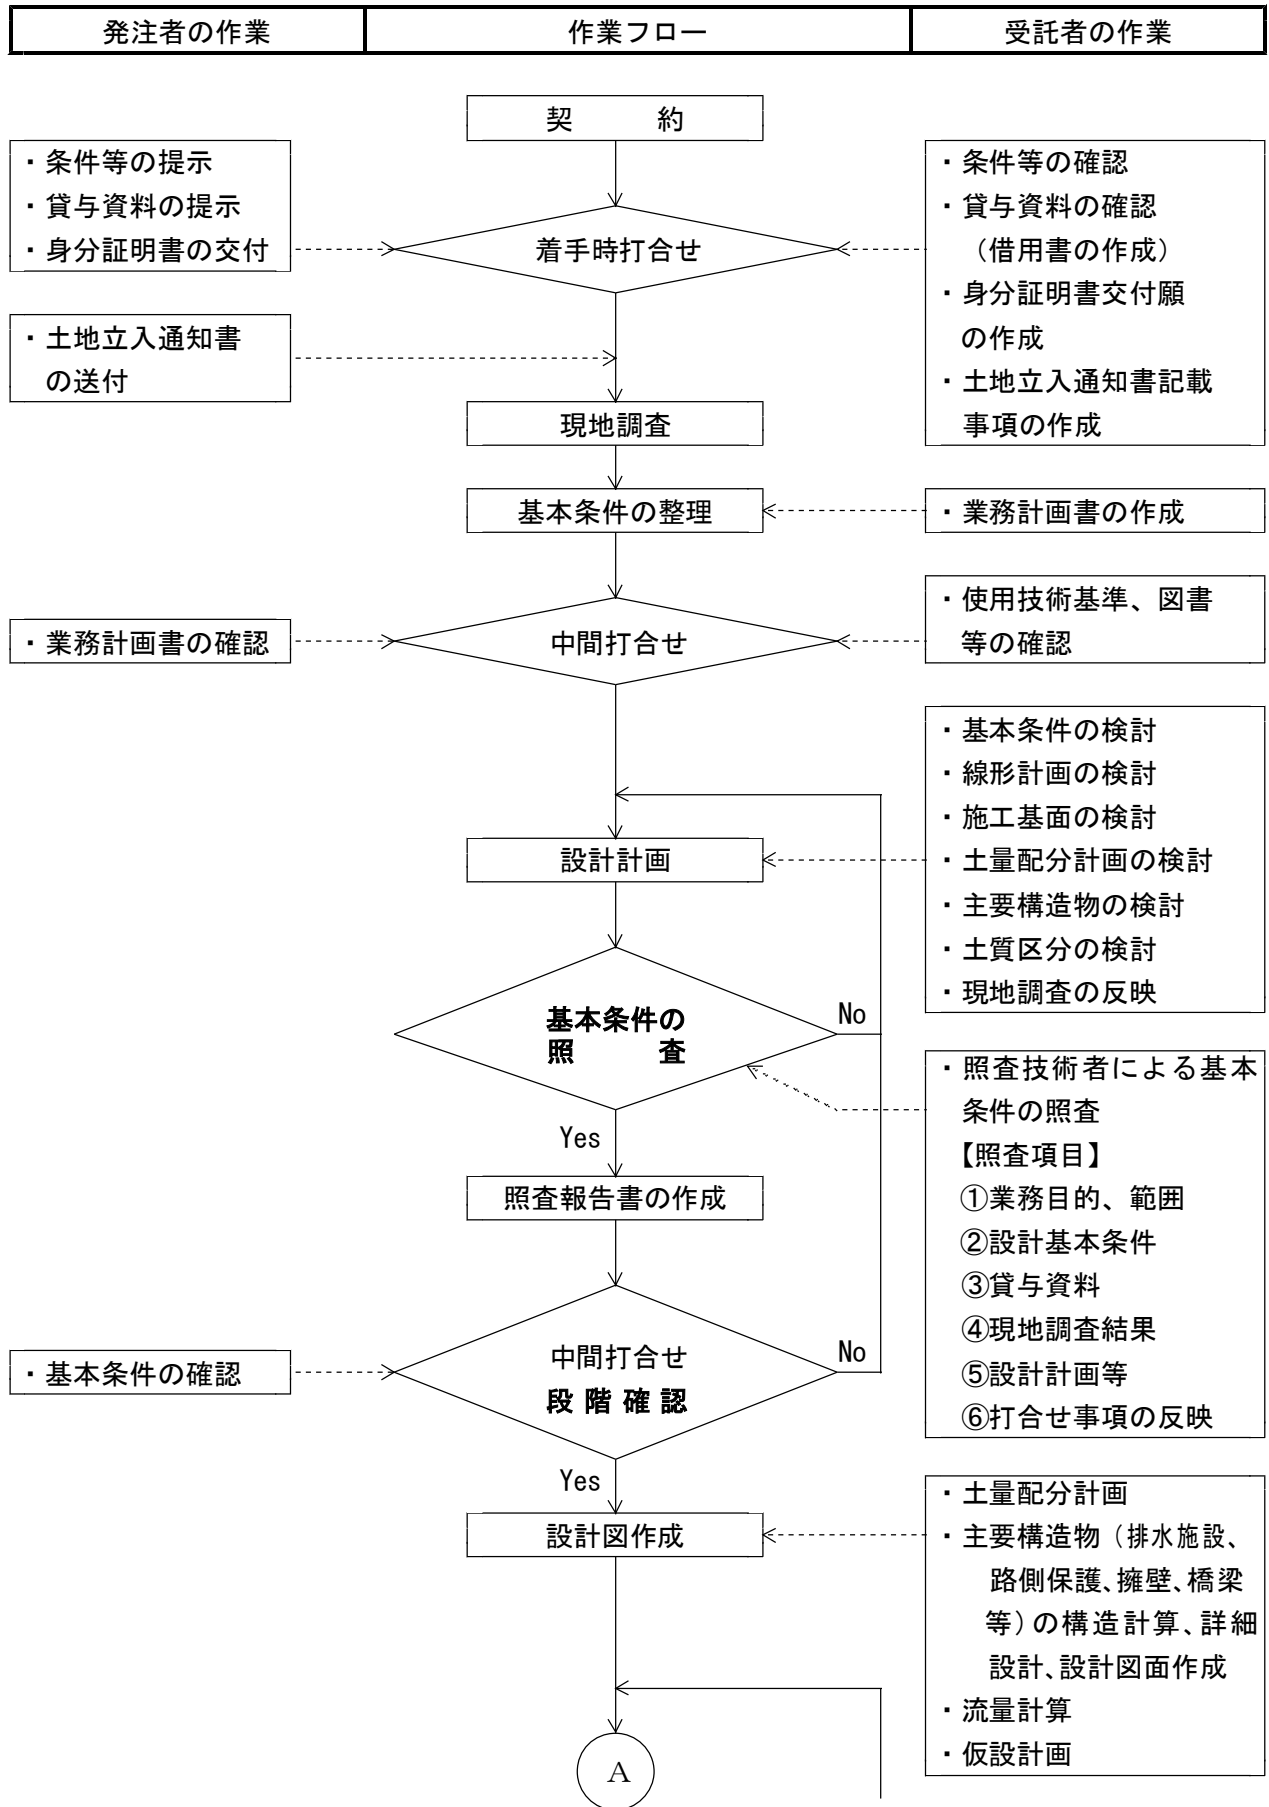 発注者の作業
作業フロー
受託者の作業
契　　　約
・条件等の提示
・貸与資料の提示
・身分証明書の交付
着手時打合せ
・条件等の確認
・貸与資料の確認
（借用書の作成）
・身分証明書交付願
の作成
・土地立入通知書記載
事項の作成
・土地立入通知書
の送付
現地調査
基本条件の整理
・業務計画書の作成
・業務計画書の確認
中間打合せ
・使用技術基準、図書
等の確認
設計計画
・基本条件の検討
・線形計画の検討
・施工基面の検討
・土量配分計画の検討
・主要構造物の検討
・土質区分の検討
・現地調査の反映
基本条件の
照　　　査
No
Yes
・照査技術者による基本
条件の照査
【照査項目】
①業務目的、範囲
②設計基本条件
③貸与資料
④現地調査結果
⑤設計計画等
⑥打合せ事項の反映
照査報告書の作成
・基本条件の確認
中間打合せ
段階確認
No
Yes
設計図作成
・土量配分計画
・主要構造物（排水施設、
路側保護、擁壁、橋梁
等）の構造計算、詳細
設計、設計図面作成
・流量計算
・仮設計画
A